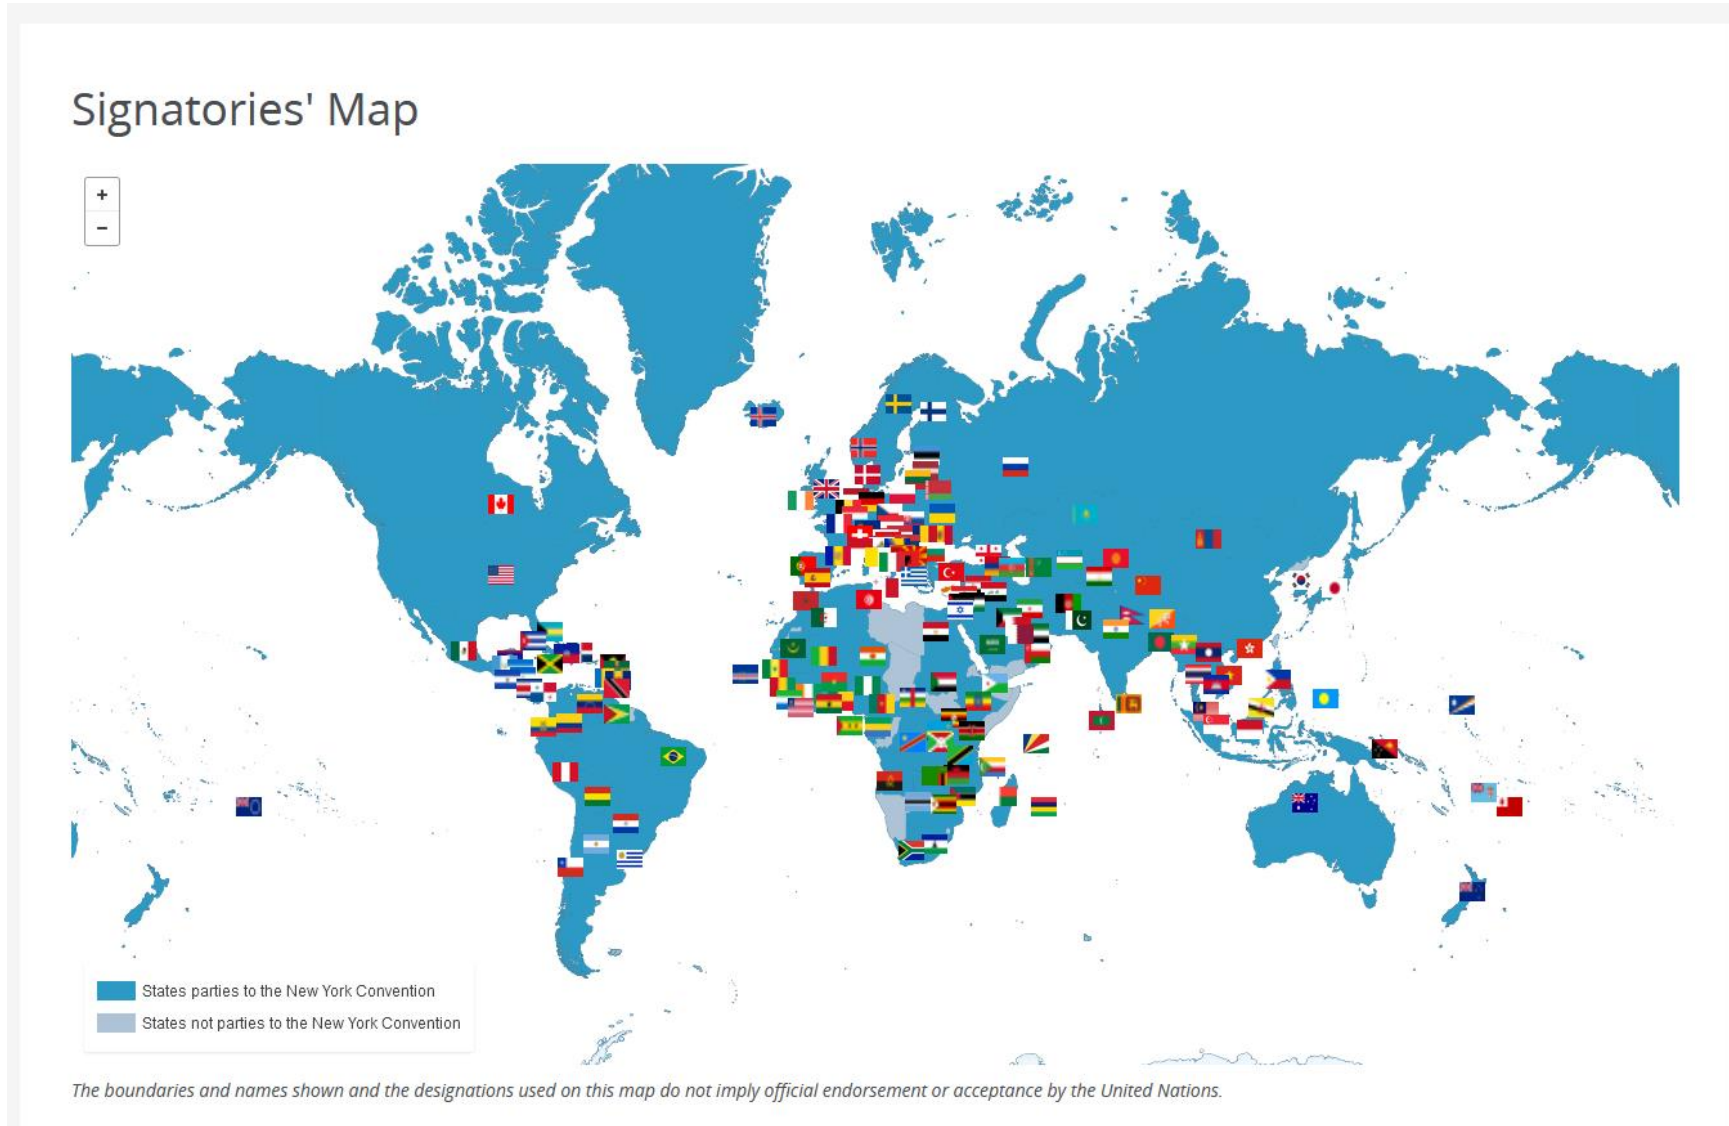 Signatories' Map
+
−
States parties to the New York Convention
States not parties to the New York Convention
The boundaries and names shown and the designations used on this map do not imply official endorsement or acceptance by the United Nations.